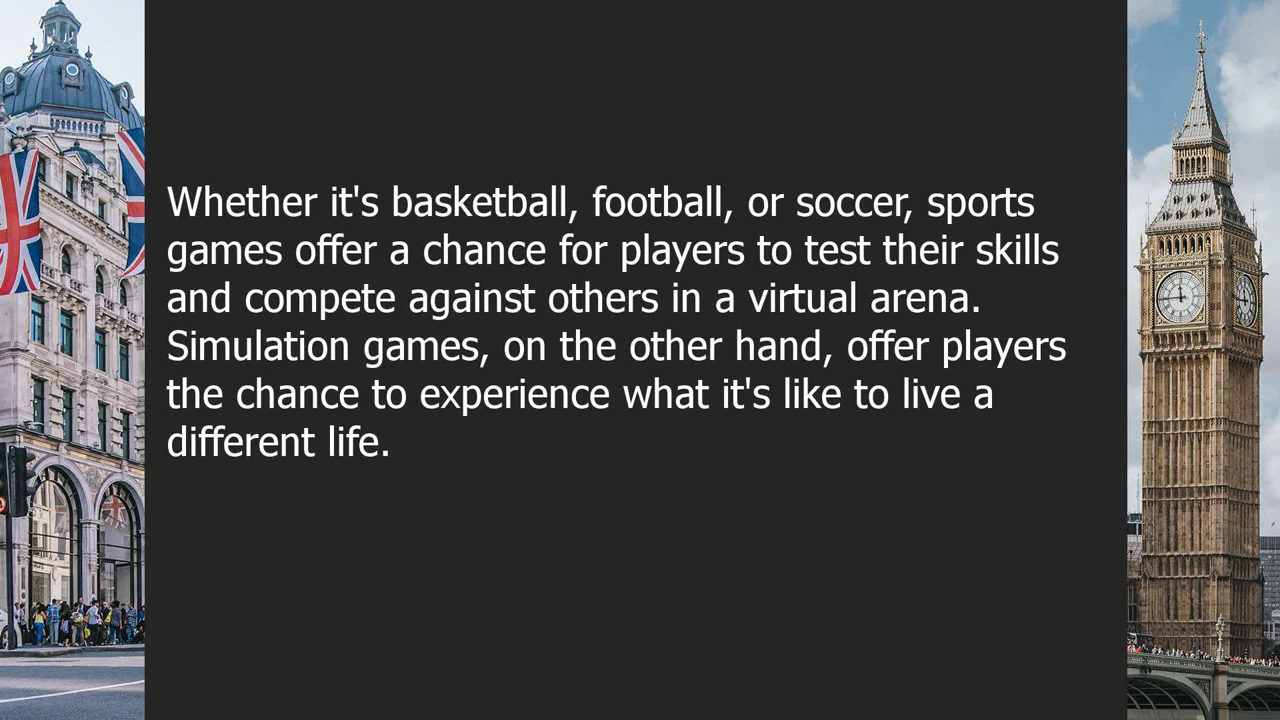 Whether it's basketball, football, or soccer, sports
games offer a chance for players to test their skills
and compete against others in a virtual arena.
Simulation games, on the other hand, offer players
the chance to experience what it's like to live a
different life.